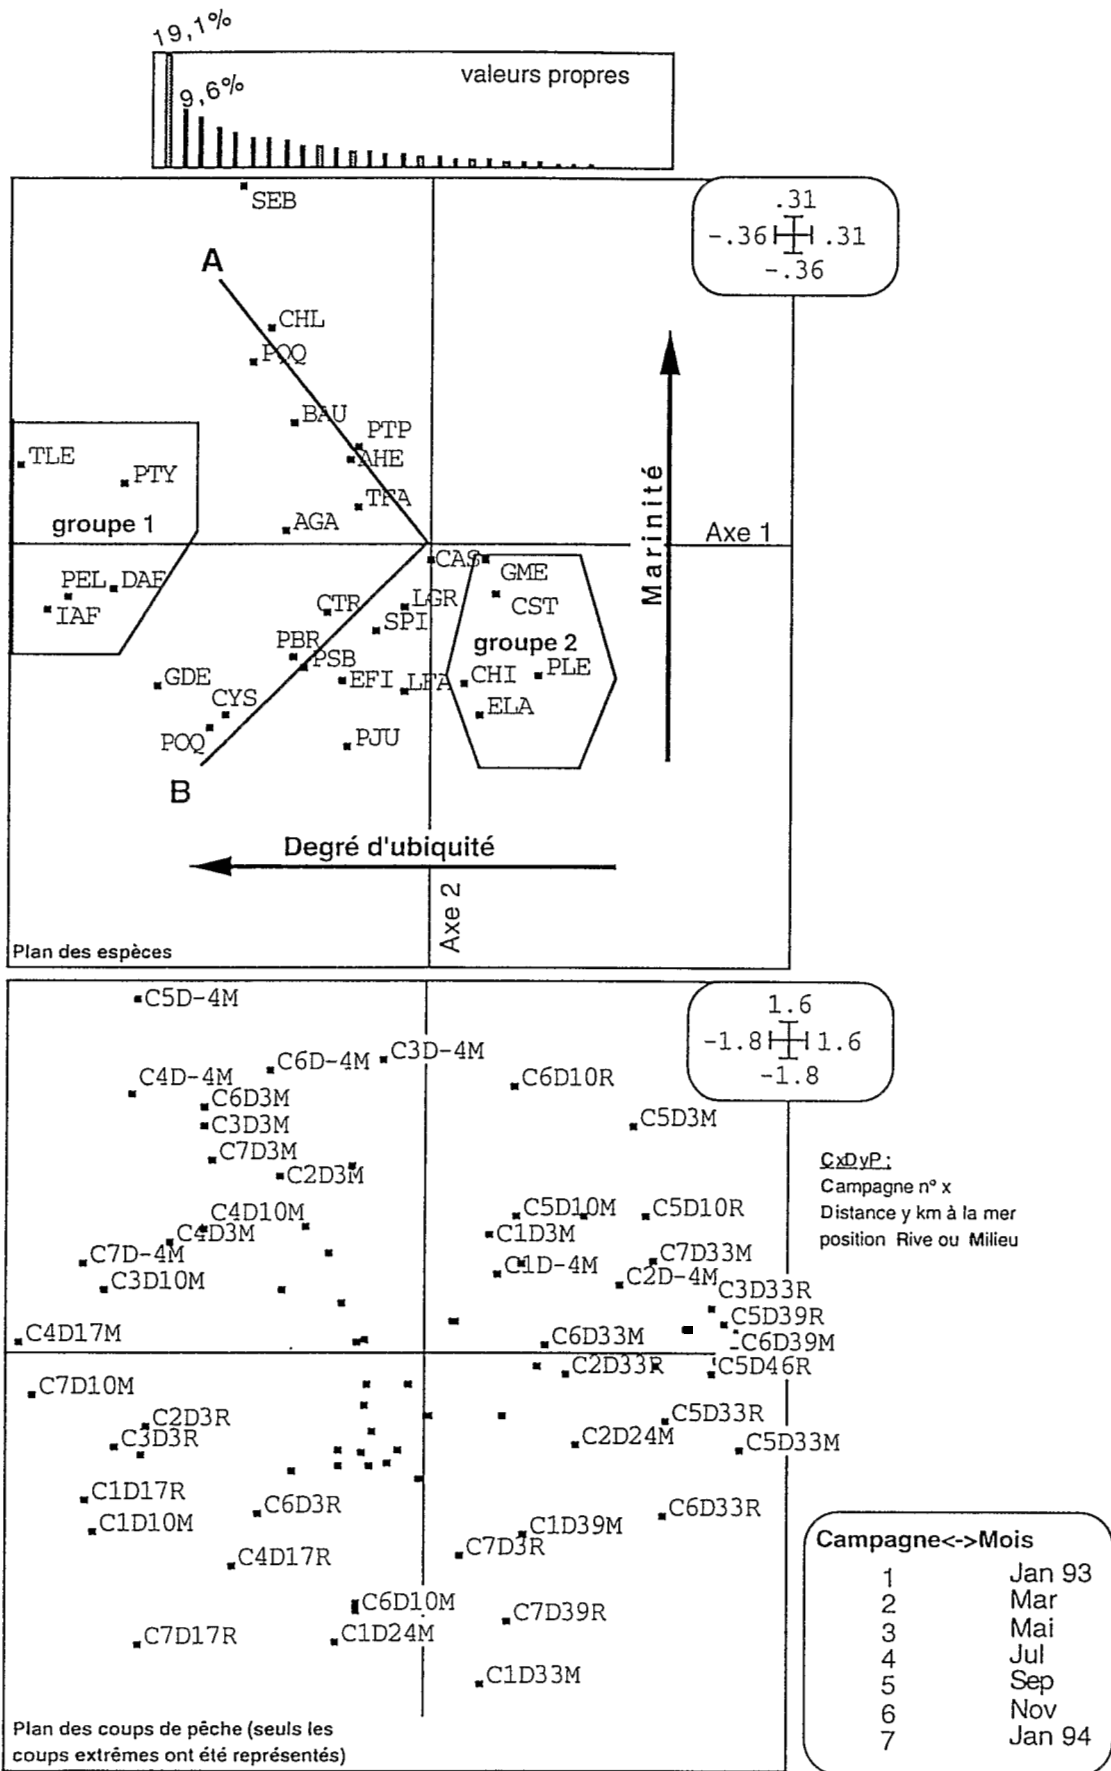 19,1%
9,6%
valeurs propres
SEB
.31
-.36 .31
-.36
A
CHL
PQQ
BAU
PTP
AHE
TLE
PTY
TFA
groupe 1
AGA
Axe 1
Marinité
CAS
GME
PEL DAF
IAF
CST
CTR
LGR
SPI
groupe 2
PBR
PSB
GDE
EFI
LFA
CHI
PLE
CYS
ELA
POQ
PJU
B
Degré d'ubiquité
Axe 2
Plan des espèces
C5D-4M
1.6
-1.8 1.6
-1.8
C6D-4M
C3D-4M
C4D-4M
C6D10R
C6D3M
C3D3M
C5D3M
C7D3M
C2D3M
CxDyP :
Campagne n° x
Distance y km à la mer
position Rive ou Milieu
C4D10M
C5D10M
C5D10R
C4D3M
C1D3M
C7D-4M
C1D-4M
C7D33M
C2D-4M
C3D10M
C3D33R
C5D39R
C4D17M
C6D33M
C6D39M
C2D33R
C5D46R
C7D10M
C2D3R
C5D33R
C3D3R
C2D24M
C5D33M
C1D17R
C6D3R
C6D33R
C1D10M
C1D39M
C7D3R
C4D17R
C6D10M
C7D39R
C7D17R
C1D24M
C1D33M
Plan des coups de pêche (seuls les
coups extrêmes ont été représentés)
Campagne<->Mois
1 Jan 93
2 Mar
3 Mai
4 Jul
5 Sep
6 Nov
7 Jan 94